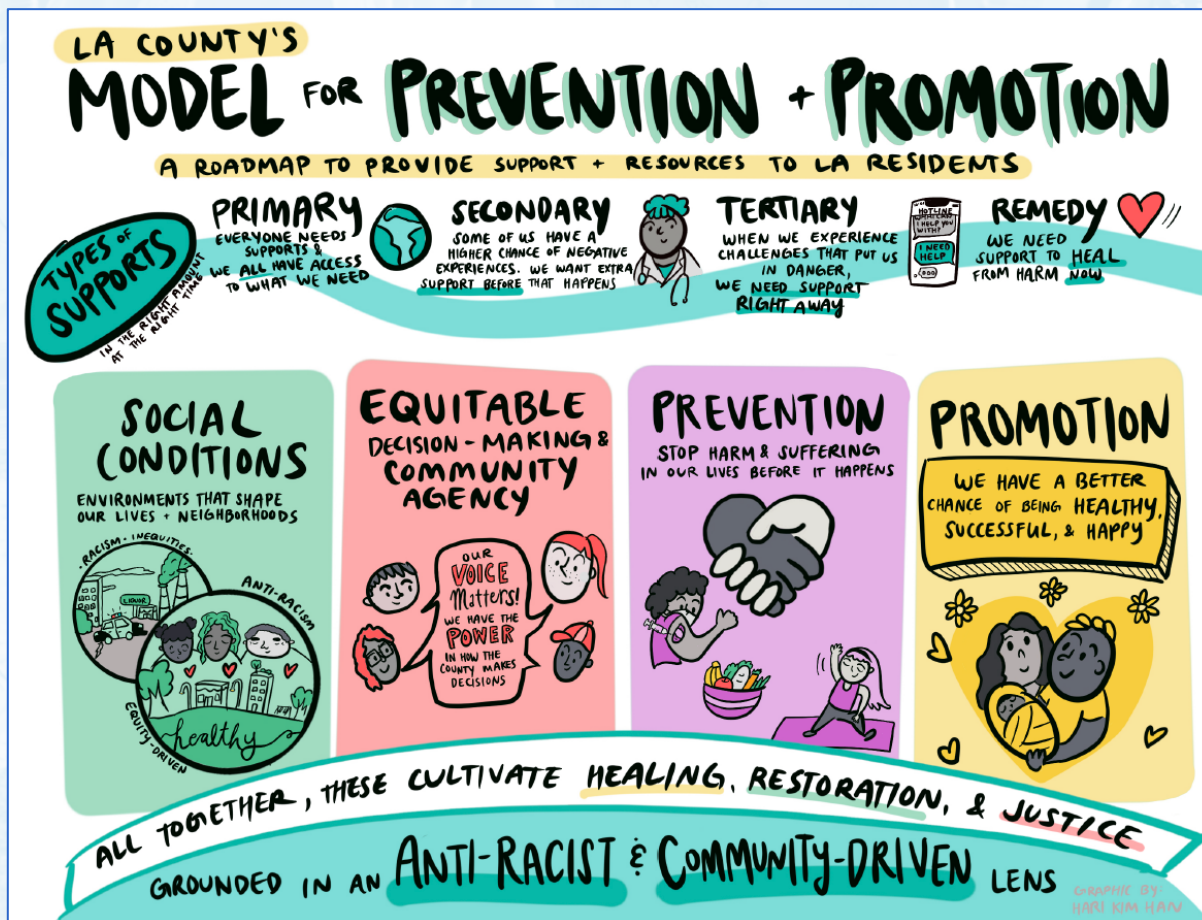 LA COUNTY'S
MODEL FOR PREVENTION + PROMOTION
A ROADMAP TO PROVIDE SUPPORT + RESOURCES TO LA RESIDENTS
TYPES OF
SUPPORTS
IN THE RIGHT AMOUNT
AT THE RIGHT TIME
PRIMARY
EVERYONE NEEDS
SUPPORTS &
WE ALL HAVE ACCESS
TO WHAT WE NEED
SECONDARY
SOME OF US HAVE A
HIGHER CHANCE OF NEGATIVE
EXPERIENCES. WE WANT EXTRA
SUPPORT BEFORE THAT HAPPENS
TERTIARY
WHEN WE EXPERIENCE
CHALLENGES THAT PUT US
IN DANGER,
WE NEED SUPPORT
RIGHT AWAY
HOTLINE
I HELP YOU
WITH?
I NEED
HELP
REMEDY
WE NEED
SUPPORT TO HEAL
FROM HARM NOW
SOCIAL
CONDITIONS
ENVIRONMENTS THAT SHAPE
OUR LIVES + NEIGHBORHOODS
·RACISM·INEQUITIES·
LIQUOR
ANTI-RACISM
EQUITY-DRIVEN
healthy
EQUITABLE
DECISION-MAKING &
COMMUNITY
AGENCY
OUR
VOICE
Matters!
WE HAVE THE
POWER
IN HOW THE
COUNTY MAKES
DECISIONS
PREVENTION
STOP HARM & SUFFERING
IN OUR LIVES BEFORE IT HAPPENS
PROMOTION
WE HAVE A BETTER
CHANCE OF BEING HEALTHY,
SUCCESSFUL, & HAPPY
ALL TOGETHER, THESE CULTIVATE HEALING, RESTORATION, & JUSTICE
GROUNDED IN AN ANTI-RACIST & COMMUNITY-DRIVEN LENS
GRAPHIC BY:
HARI KIM HAN